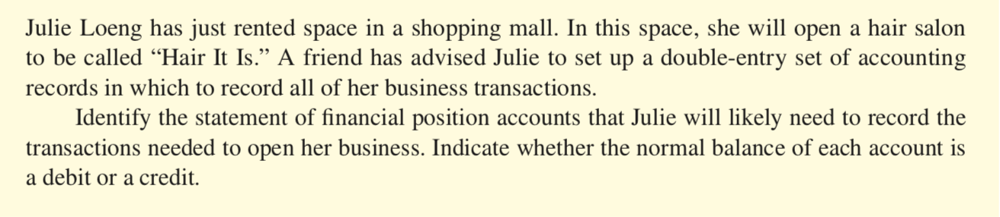 Julie Loeng has just rented space in a shopping mall. In this space, she will open a hair salon
to be called “Hair It Is.” A friend has advised Julie to set up a double-entry set of accounting
records in which to record all of her business transactions.
Identify the statement of financial position accounts that Julie will likely need to record the
transactions needed to open her business. Indicate whether the normal balance of each account is
a debit or a credit.